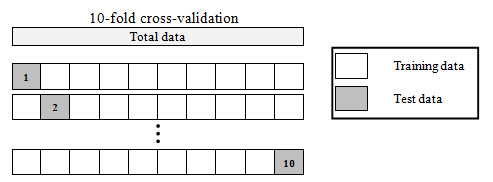 10-fold cross-validation
Total data
1
2
10
Training data
Test data